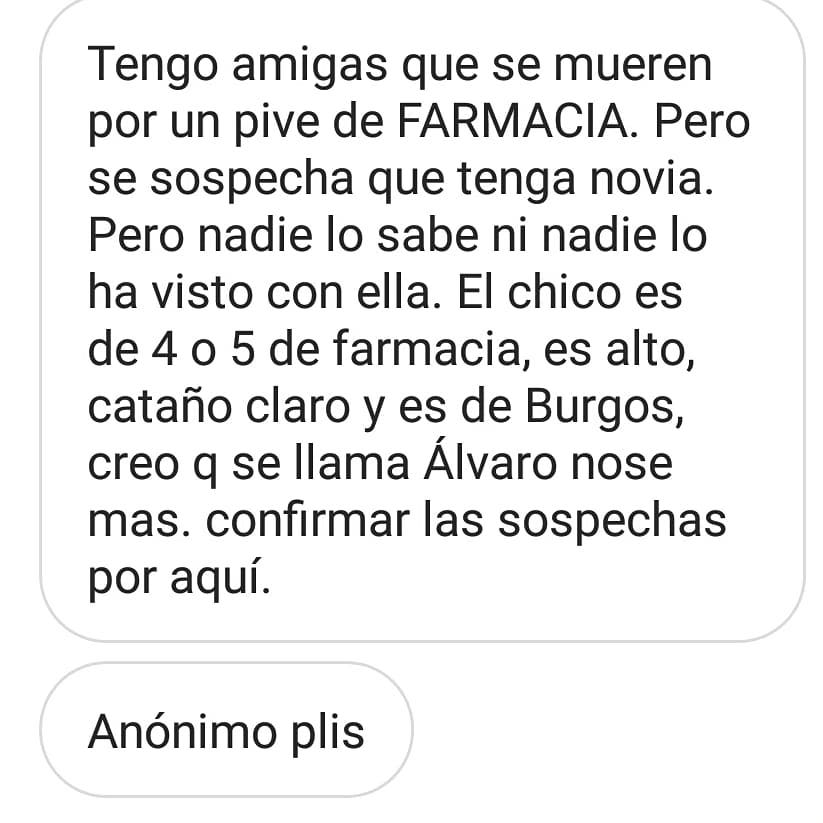 Tengo amigas que se mueren
por un pive de FARMACIA. Pero
se sospecha que tenga novia.
Pero nadie lo sabe ni nadie lo
ha visto con ella. El chico es
de 4 o 5 de farmacia, es alto,
cataño claro y es de Burgos,
creo q se llama Álvaro nose
mas. confirmar las sospechas
por aquí.
Anónimo plis